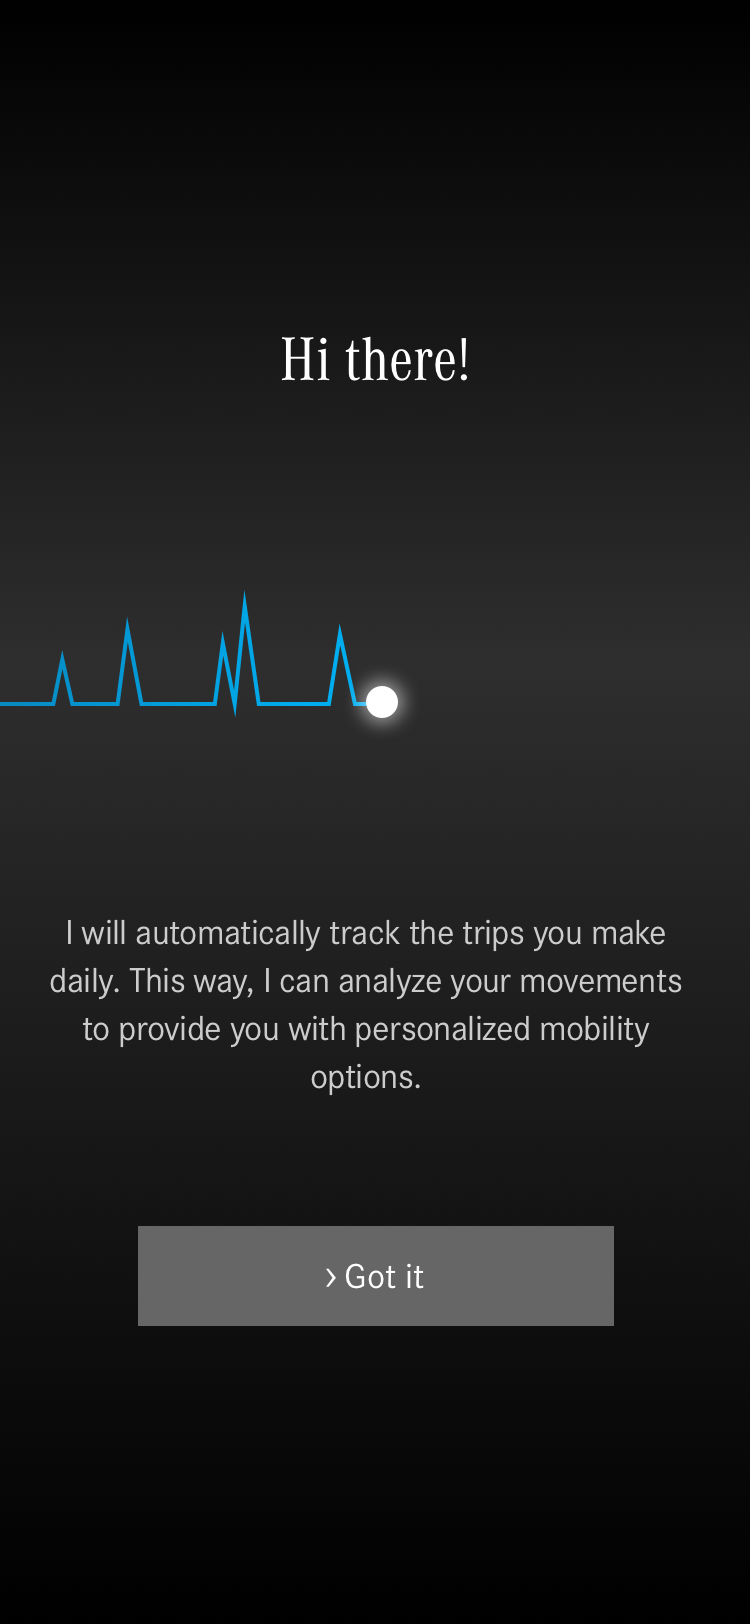 Hi there!
I will automatically track the trips you make
daily. This way, I can analyze your movements
to provide you with personalized mobility
options.
› Got it